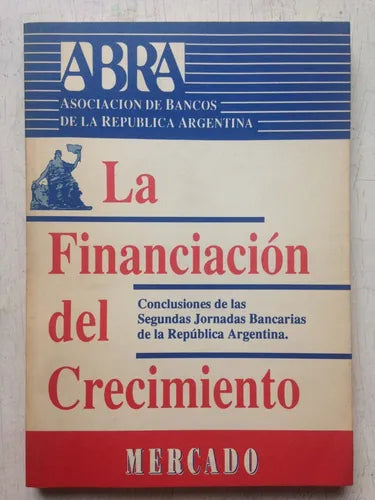 ABRA
ASOCIACION DE BANCOS
DE LA REPUBLICA ARGENTINA
La
Financiación
del
Conclusiones de las
Segundas Jornadas Bancarias
de la República Argentina.
Crecimiento
MERCADO